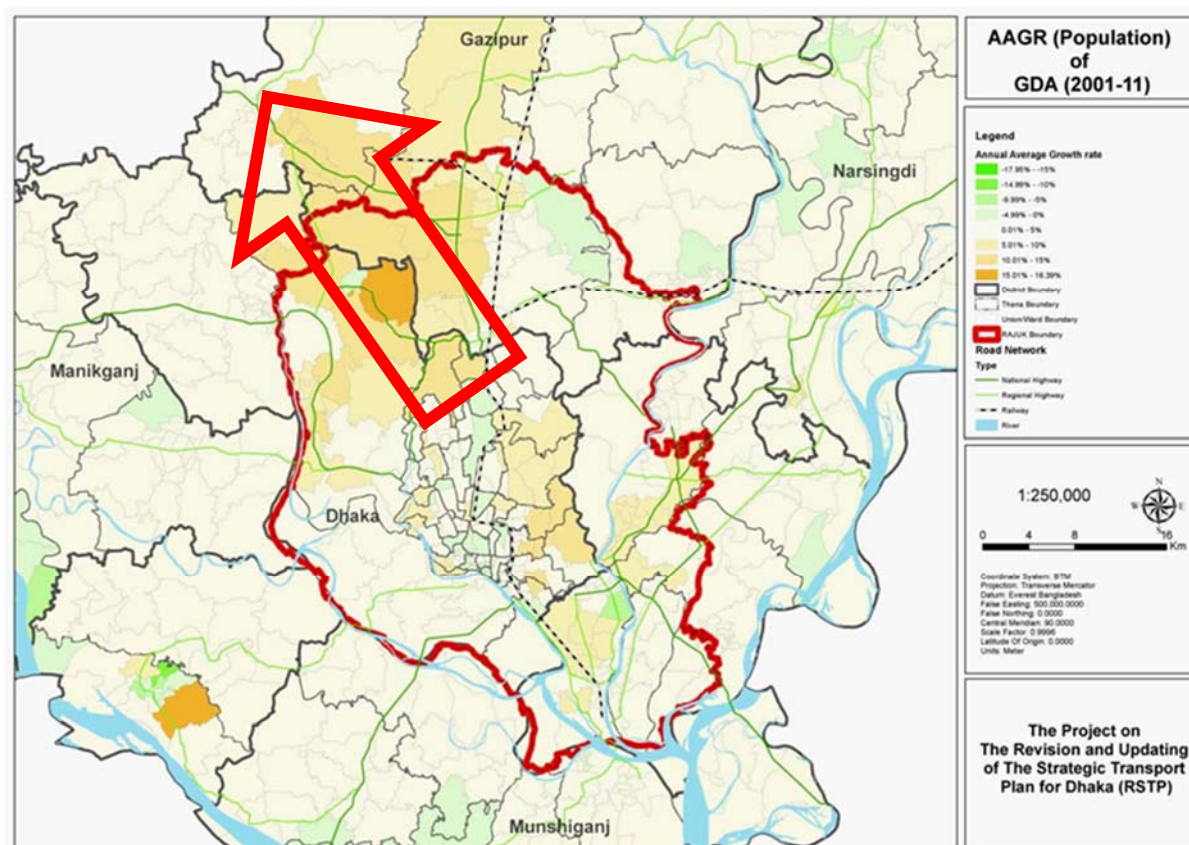 Gazipur
Narsingdi
Manikganj
Dhaka
Munshiganj
AAGR (Population)
of
GDA (2001-11)
Legend
Annual Average Growth rate
-17.95% - -15%
-14.99% - -10%
-9.99% - -5%
-4.99% - 0%
0.01% - 5%
5.01% - 10%
10.01% - 15%
15.01% - 16.39%
District Boundary
Thana Boundary
Union/Ward Boundary
RAJUK Boundary
Road Network
Type
National Highway
Regional Highway
Railway
River
1:250,000
N
W E
S
0 4 8 16
Km
Coordinate System: BTM
Projection: Transverse Mercator
Datum: Everest Bangladesh
False Easting: 500,000.0000
False Northing: 0.0000
Central Meridian: 90.0000
Scale Factor: 0.9996
Latitude Of Origin: 0.0000
Units: Meter
The Project on
The Revision and Updating
of The Strategic Transport
Plan for Dhaka (RSTP)